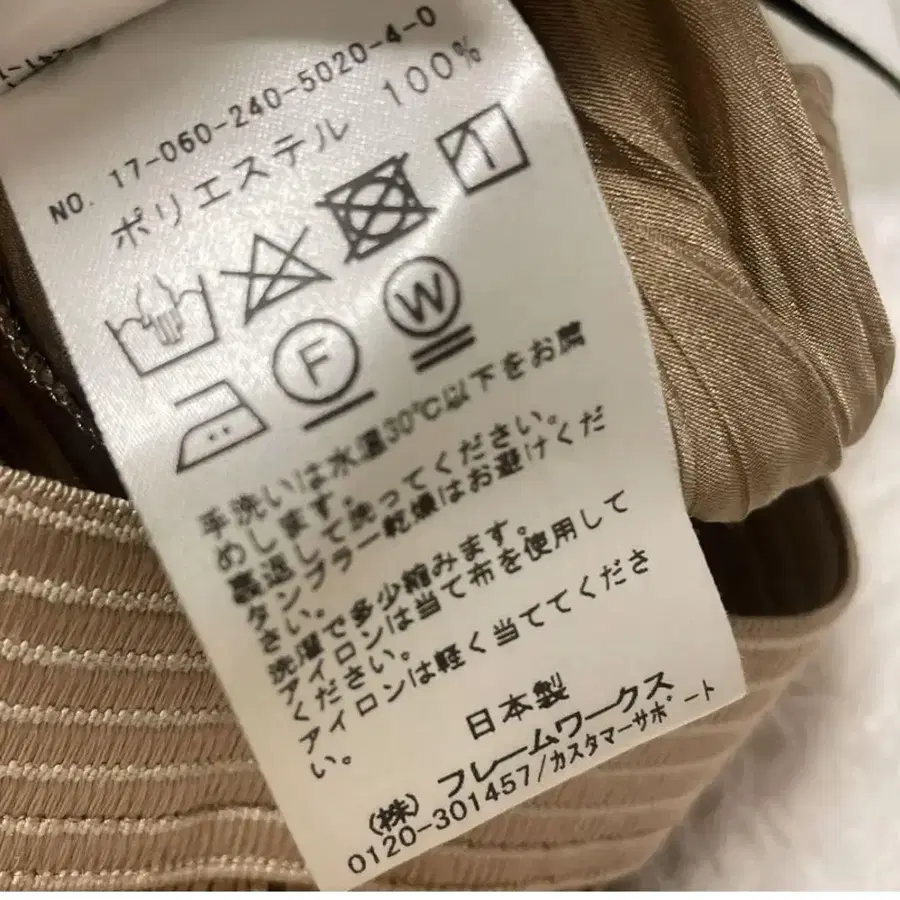 NO. 17-060-240-5020-4-0
ポリエステル 100%
F
W
手洗いは水温30℃以下をお薦
めします。
裏返して洗ってください。
タンブラー乾燥はお避けくだ
さい。
洗濯で多少縮みます。
アイロンは当て布を使用して
ください。
アイロンは軽く当ててくださ
い。
日本製
(株) フレームワークス
0120-301457/カスタマーサポート